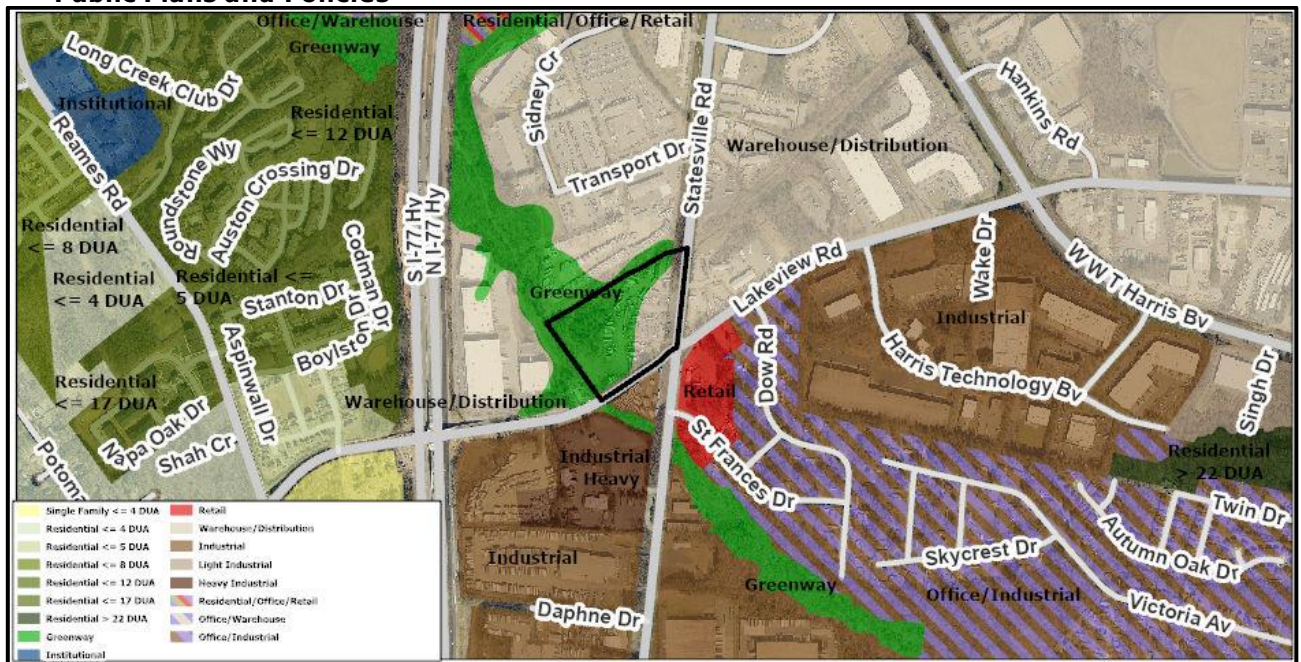 Public Plans and Policies
Office/Warehouse
Greenway
Residential/Office/Retail
Long Creek Club Dr
Institutional
Reames Rd
Residential
<= 12 DUA
Roundstone Wy
Auston Crossing Dr
Sidney Cr
Transport Dr
Statesville Rd
Warehouse/Distribution
Hankins Rd
S I-77 Hy
N I-77 Hy
Residential
<= 8 DUA
Residential
<= 4 DUA
Residential <=
5 DUA
Stanton Dr
Codman Dr
Boylston Dr
Aspinwall Dr
Greenway
Lakeview Rd
Wake Dr
W W T Harris Bv
Industrial
Harris Technology Bv
Dow Rd
Retail
Singh Dr
Residential
<= 17 DUA
Napa Oak Dr
Shah Cr
Warehouse/Distribution
Industrial
- Heavy
St Frances Dr
Residential
> 22 DUA
Twin Dr
Autumn Oak Dr
Skycrest Dr
Victoria Av
Industrial
Greenway
Office/Industrial
Daphne Dr
Potoma
Single Family <= 4 DUA
Residential <= 4 DUA
Residential <= 5 DUA
Residential <= 8 DUA
Residential <= 12 DUA
Residential <= 17 DUA
Residential > 22 DUA
Greenway
Institutional
Retail
Warehouse/Distribution
Industrial
Light Industrial
Heavy Industrial
Residential/Office/Retail
Office/Warehouse
Office/Industrial